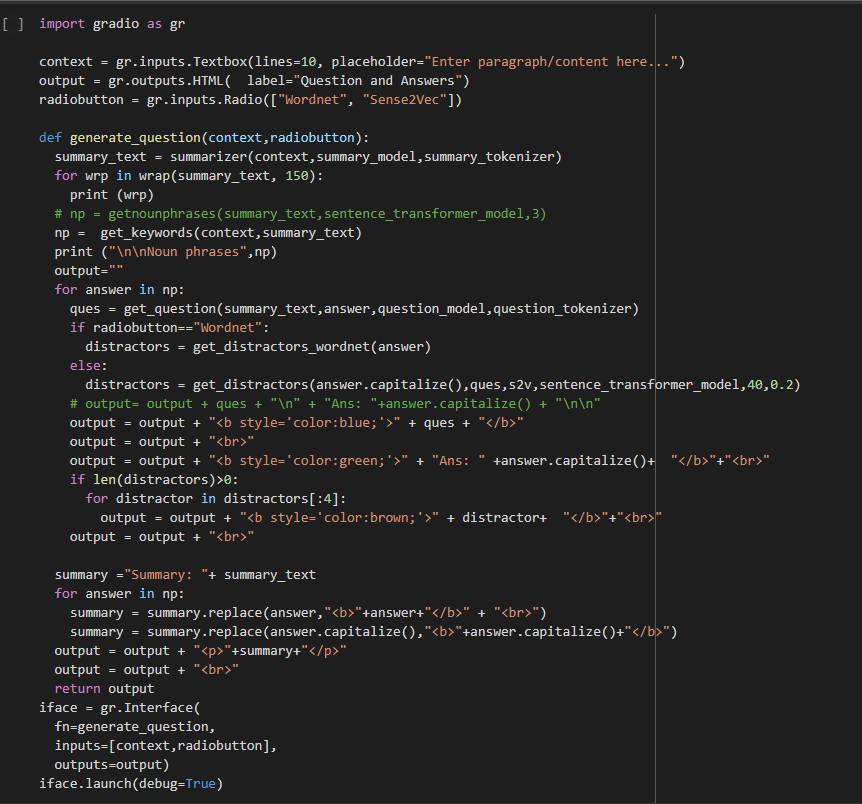 [ ] import gradio as gr

context = gr.inputs.Textbox(lines=10, placeholder="Enter paragraph/content here...")
output = gr.outputs.HTML(  label="Question and Answers")
radiobutton = gr.inputs.Radio(["Wordnet", "Sense2Vec"])

def generate_question(context,radiobutton):
  summary_text = summarizer(context,summary_model,summary_tokenizer)
  for wrp in wrap(summary_text, 150):
    print (wrp)
  # np = getnounphrases(summary_text,sentence_transformer_model,3)
  np =  get_keywords(context,summary_text)
  print ("\n\nNoun phrases",np)
  output=""
  for answer in np:
    ques = get_question(summary_text,answer,question_model,question_tokenizer)
    if radiobutton=="Wordnet":
      distractors = get_distractors_wordnet(answer)
    else:
      distractors = get_distractors(answer.capitalize(),ques,s2v,sentence_transformer_model,40,0.2)
    # output= output + ques + "\n" + "Ans: "+answer.capitalize() + "\n\n"
    output = output + "<b style='color:blue;'>" + ques + "</b>"
    output = output + "<br>"
    output = output + "<b style='color:green;'>" + "Ans: " +answer.capitalize()+  "</b>"+"<br>"
    if len(distractors)>0:
      for distractor in distractors[:4]:
        output = output + "<b style='color:brown;'>" + distractor+  "</b>"+"<br>"
    output = output + "<br>"

  summary ="Summary: "+ summary_text
  for answer in np:
    summary = summary.replace(answer,"<b>"+answer+"</b>" + "<br>")
    summary = summary.replace(answer.capitalize(),"<b>"+answer.capitalize()+"</b>")
  output = output + "<p>"+summary+"</p>"
  output = output + "<br>"
  return output
iface = gr.Interface(
  fn=generate_question,
  inputs=[context,radiobutton],
  outputs=output)
iface.launch(debug=True)